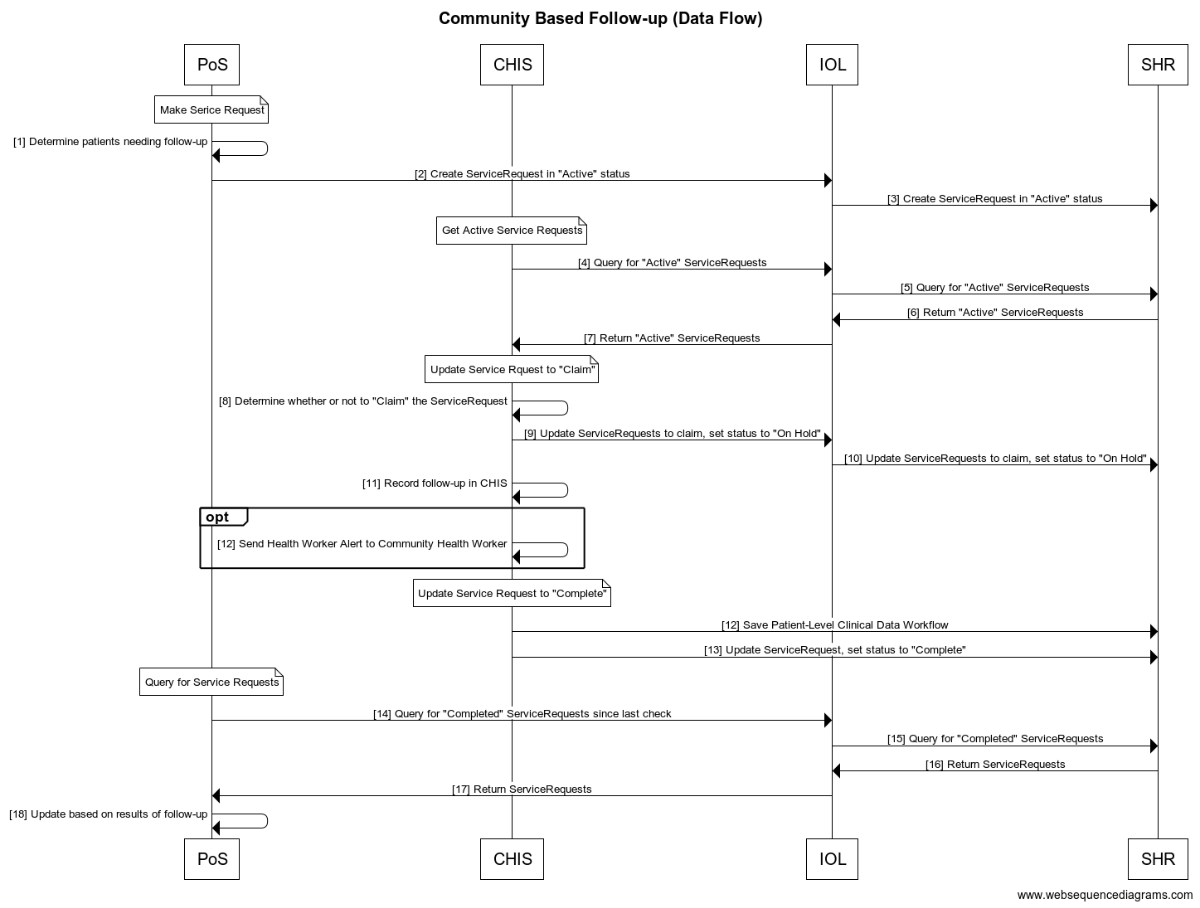 Community Based Follow-up (Data Flow)
PoS
CHIS
IOL
SHR
Make Serice Request
[1] Determine patients needing follow-up
[2] Create ServiceRequest in "Active" status
[3] Create ServiceRequest in "Active" status
Get Active Service Requests
[4] Query for "Active" ServiceRequests
[5] Query for "Active" ServiceRequests
[6] Return "Active" ServiceRequests
[7] Return "Active" ServiceRequests
Update Service Rquest to "Claim"
[8] Determine whether or not to "Claim" the ServiceRequest
[9] Update ServiceRequests to claim, set status to "On Hold"
[10] Update ServiceRequests to claim, set status to "On Hold"
[11] Record follow-up in CHIS
opt
[12] Send Health Worker Alert to Community Health Worker
Update Service Request to "Complete"
[12] Save Patient-Level Clinical Data Workflow
[13] Update ServiceRequest, set status to "Complete"
Query for Service Requests
[14] Query for "Completed" ServiceRequests since last check
[15] Query for "Completed" ServiceRequests
[16] Return ServiceRequests
[17] Return ServiceRequests
[18] Update based on results of follow-up
PoS
CHIS
IOL
SHR
www.websequencediagrams.com